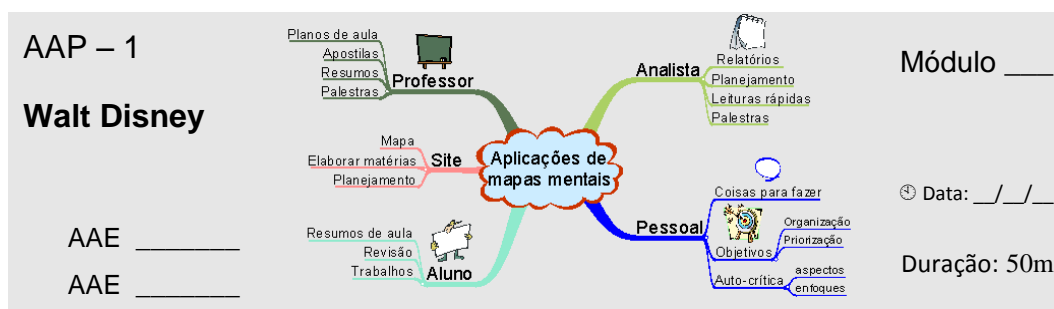 AAP – 1
Walt Disney
AAE _______
AAE _______
Planos de aula
Apostilas
Resumos
Palestras
Professor
Mapa
Elaborar matérias
Planejamento
Site
Resumos de aula
Revisão
Trabalhos
Aluno
Aplicações de
mapas mentais
Analista
Relatórios
Planejamento
Leituras rápidas
Palestras
Pessoal
Coisas para fazer
Objetivos
Organização
Priorização
Auto-crítica
aspectos
enfoques
Módulo ___
Data: __/__/__
Duração: 50m